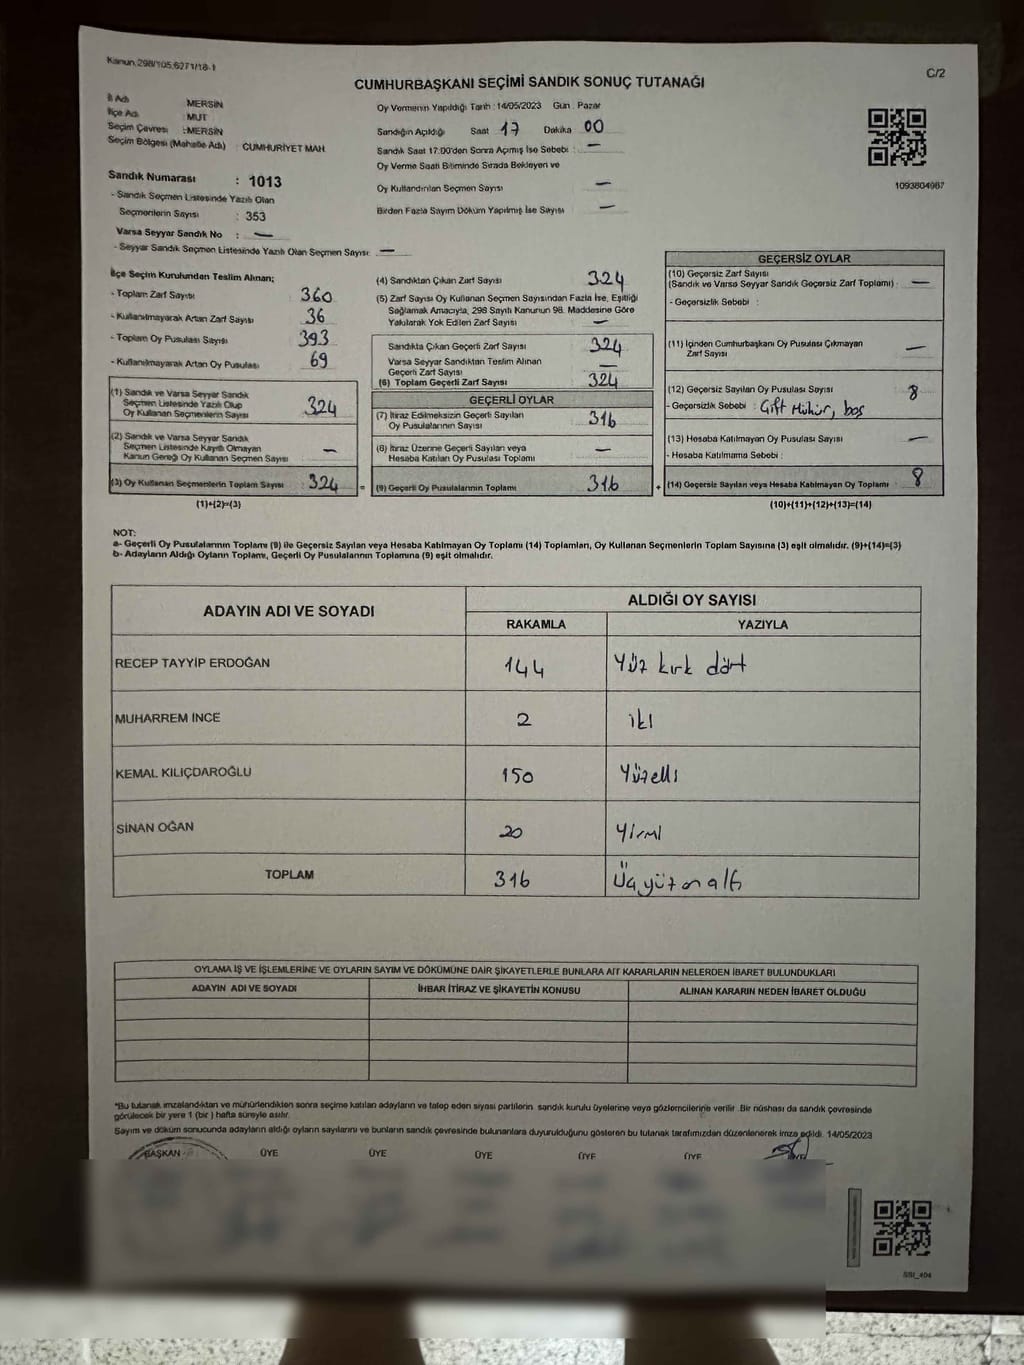 Kanun.298/105.6271/18-1
C/2
CUMHURBAŞKANI SEÇİMİ SANDIK SONUÇ TUTANAĞI
İl Adı : MERSİN
İlçe Adı : MUT
Seçim Çevresi : MERSİN
Seçim Bölgesi (Mahalle Adı) : CUMHURİYET MAH.
Oy Vermenin Yapıldığı Tarih : 14/05/2023 Gün : Pazar
Sandığın Açıldığı Saat 17 Dakika 00
Sandık Saat 17:00'den Sonra Açımış İse Sebebi : —
Oy Verme Saati Bitiminde Sırada Bekleyen ve
Oy Kullandırılan Seçmen Sayısı —
Birden Fazla Sayım Döküm Yapılmış İse Sayısı —
1093804987
Sandık Numarası : 1013
- Sandık Seçmen Listesinde Yazılı Olan
Seçmenlerin Sayısı : 353
Varsa Seyyar Sandık No : —
- Seyyar Sandık Seçmen Listesinde Yazılı Olan Seçmen Sayısı: —
İlçe Seçim Kurulundan Teslim Alınan;
- Toplam Zarf Sayısı 360
- Kullanılmayarak Artan Zarf Sayısı 36
- Toplam Oy Pusulası Sayısı 393
- Kullanılmayarak Artan Oy Pusulası 69
(1) Sandık ve Varsa Seyyar Sandık
Seçmen Listesinde Yazılı Olup
Oy Kullanan Seçmenlerin Sayısı 324
(2) Sandık ve Varsa Seyyar Sandık
Seçmen Listesinde Kayıtlı Olmayan
Kanun Gereği Oy Kullanan Seçmen Sayısı —
(3) Oy Kullanan Seçmenlerin Toplam Sayısı 324 =
(1)+(2)=(3)
(4) Sandıktan Çıkan Zarf Sayısı 324
(5) Zarf Sayısı Oy Kullanan Seçmen Sayısından Fazla İse, Eşitliği
Sağlamak Amacıyla, 298 Sayılı Kanunun 98. Maddesine Göre
Yakılarak Yok Edilen Zarf Sayısı —
Sandıkta Çıkan Geçerli Zarf Sayısı 324
Varsa Seyyar Sandıktan Teslim Alınan
Geçerli Zarf Sayısı —
(6) Toplam Geçerli Zarf Sayısı 324
GEÇERLİ OYLAR
(7) İtiraz Edilmeksizin Geçerli Sayılan
Oy Pusulalarının Sayısı 316
(8) İtiraz Üzerine Geçerli Sayılan veya
Hesaba Katılan Oy Pusulası Toplamı —
(9) Geçerli Oy Pusulalarının Toplamı 316 +
GEÇERSİZ OYLAR
(10) Geçersiz Zarf Sayısı
(Sandık ve Varsa Seyyar Sandık Geçersiz Zarf Toplamı) : —
- Geçersizlik Sebebi :
(11) İçinden Cumhurbaşkanı Oy Pusulası Çıkmayan
Zarf Sayısı —
(12) Geçersiz Sayılan Oy Pusulası Sayısı 8
- Geçersizlik Sebebi : Çift Mühür, boş
(13) Hesaba Katılmayan Oy Pusulası Sayısı —
- Hesaba Katılmama Sebebi :
(14) Geçersiz Sayılan veya Hesaba Katılmayan Oy Toplamı 8
(10)+(11)+(12)+(13)=(14)
NOT:
a- Geçerli Oy Pusulalarının Toplamı (9) ile Geçersiz Sayılan veya Hesaba Katılmayan Oy Toplamı (14) Toplamları, Oy Kullanan Seçmenlerin Toplam Sayısına (3) eşit olmalıdır. (9)+(14)=(3)
b- Adayların Aldığı Oyların Toplamı, Geçerli Oy Pusulalarının Toplamına (9) eşit olmalıdır.
ADAYIN ADI VE SOYADI
ALDIĞI OY SAYISI
RAKAMLA YAZIYLA
RECEP TAYYİP ERDOĞAN 144 Yüz kırk dört
MUHARREM İNCE 2 iki
KEMAL KILIÇDAROĞLU 150 Yüzelli
SİNAN OĞAN 20 Yirmi
TOPLAM 316 Üçyüzonaltı
OYLAMA İŞ VE İŞLEMLERİNE VE OYLARIN SAYIM VE DÖKÜMÜNE DAİR ŞİKAYETLERLE BUNLARA AİT KARARLARIN NELERDEN İBARET BULUNDUKLARI
ADAYIN ADI VE SOYADI İHBAR İTİRAZ VE ŞİKAYETİN KONUSU ALINAN KARARIN NEDEN İBARET OLDUĞU
*Bu tutanak imzalandıktan ve mühürlendikten sonra seçime katılan adayların ve talep eden siyasi partilerin sandık kurulu üyelerine veya gözlemcilerine verilir. Bir nüshası da sandık çevresinde
görülecek bir yere 1 (bir) hafta süreyle asılır.
Sayım ve döküm sonucunda adayların aldığı oyların sayılarını ve bunların sandık çevresinde bulunanlara duyurulduğunu gösteren bu tutanak tarafımızdan düzenlenerek imza edildi. 14/05/2023
BAŞKAN ÜYE ÜYE ÜYE ÜYE ÜYE ÜYE
SSI_404